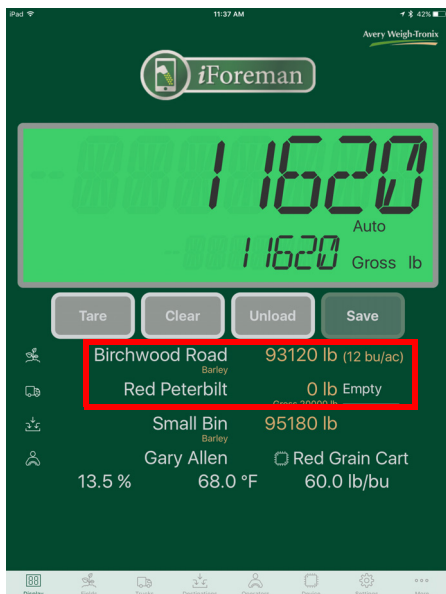 iPad 11:37 AM 42%
Avery Weigh-Tronix
iForeman
11620
Auto
11620 Gross lb
Tare Clear Unload Save
Birchwood Road 93120 lb (12 bu/ac)
Barley
Red Peterbilt 0 lb Empty
Small Bin 95180 lb
Barley
Gary Allen Red Grain Cart
13.5 % 68.0 °F 60.0 lb/bu